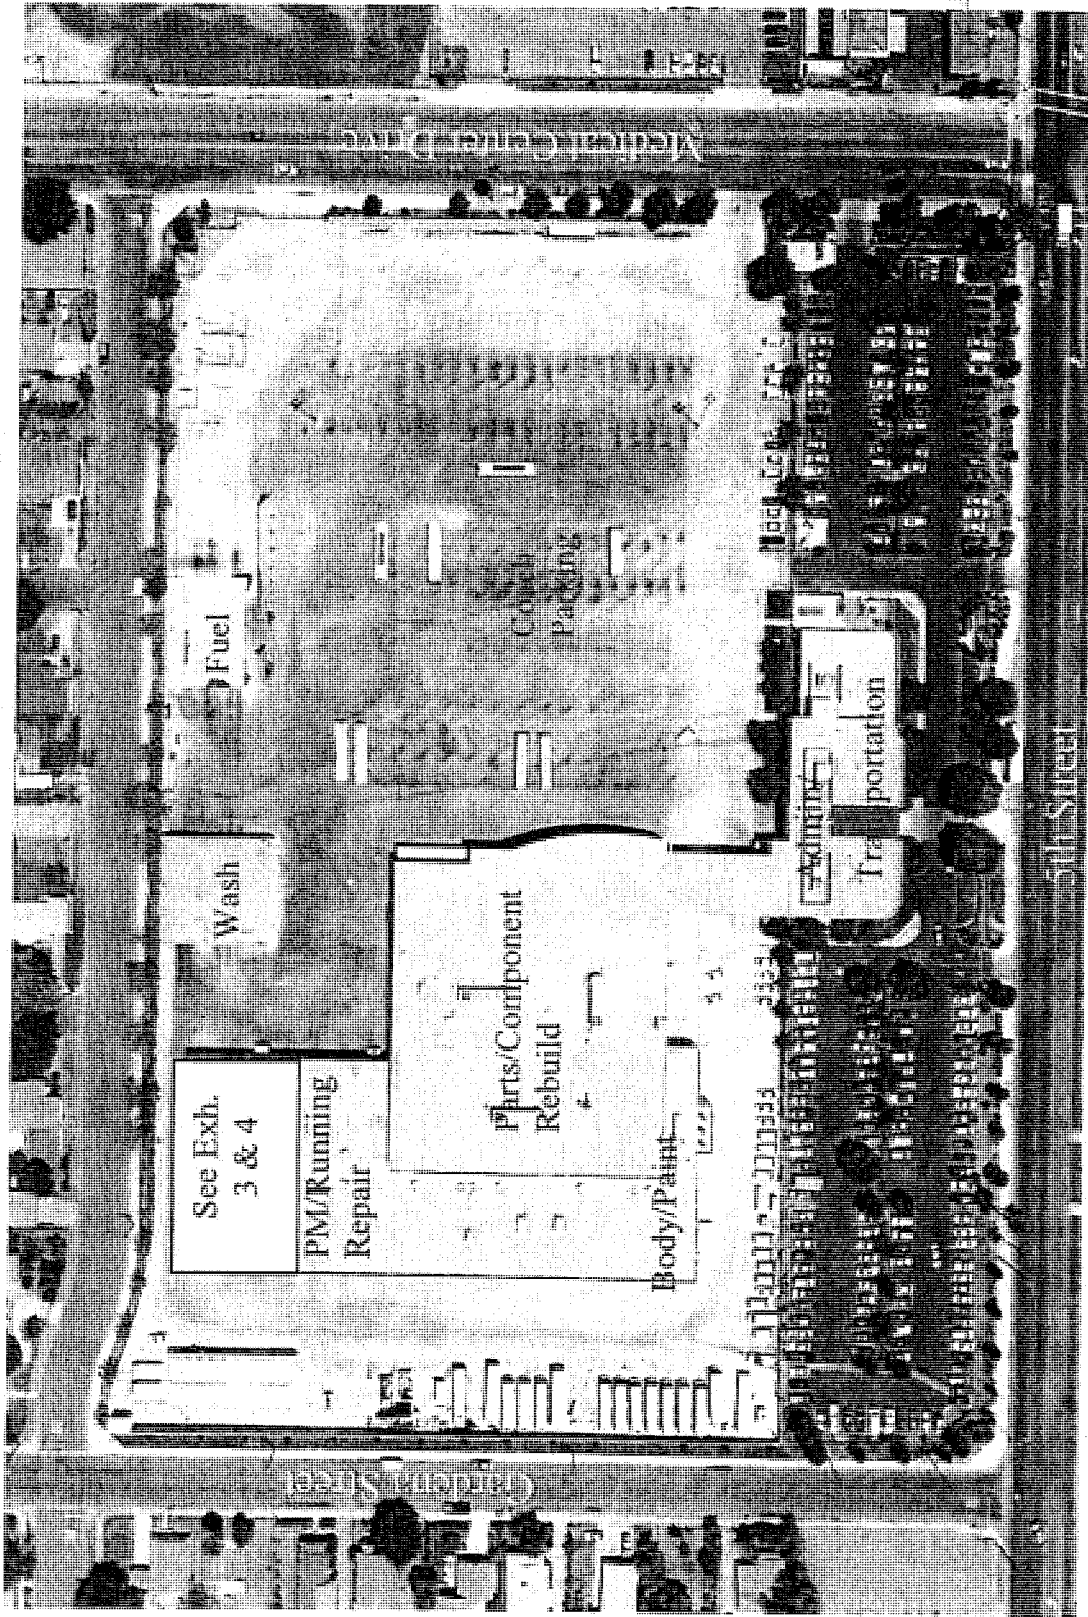 Medical Center Drive
Fuel
Coach
Parking
Wash
Admin
Transportation
5th Street
See Exh.
3 & 4
PM/Running
Repair
Parts/Component
Rebuild
Body/Paint
Gardena Street